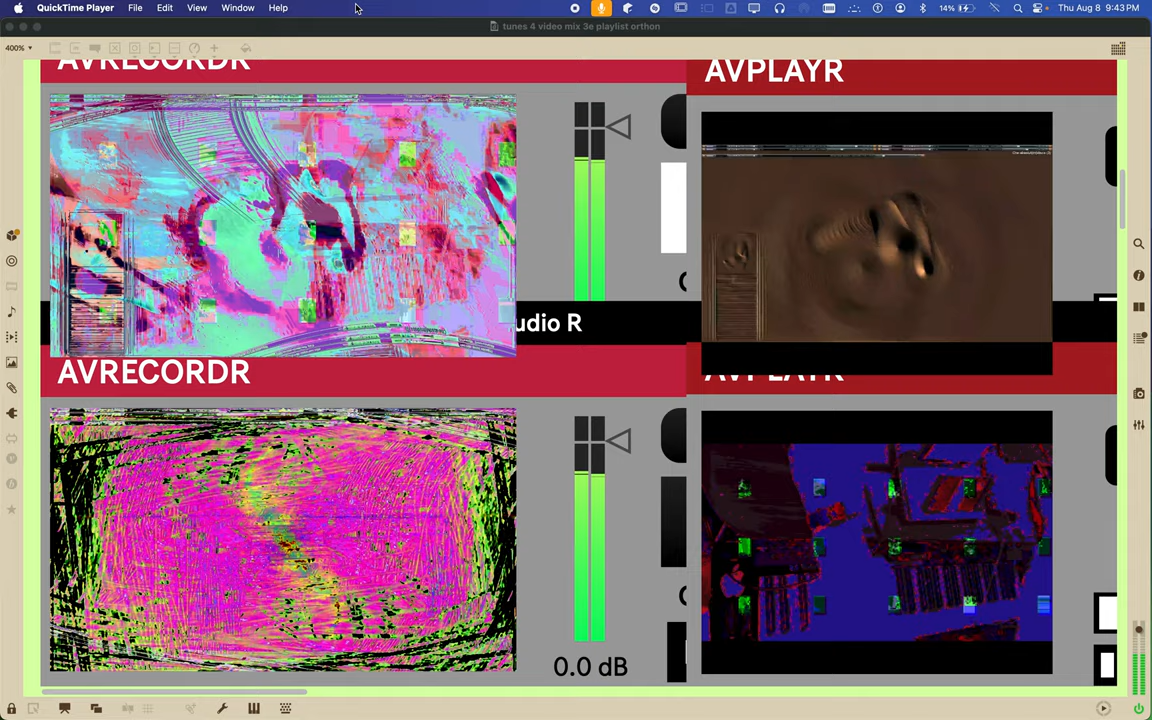 QuickTime Player File Edit View Window Help 14% Thu Aug 8 9:43 PM
tunes 4 video mix 3e playlist orthon
400%
AVRECORDR
AVPLAYR
udio R
AVRECORDR
AVPLAYR
0.0 dB